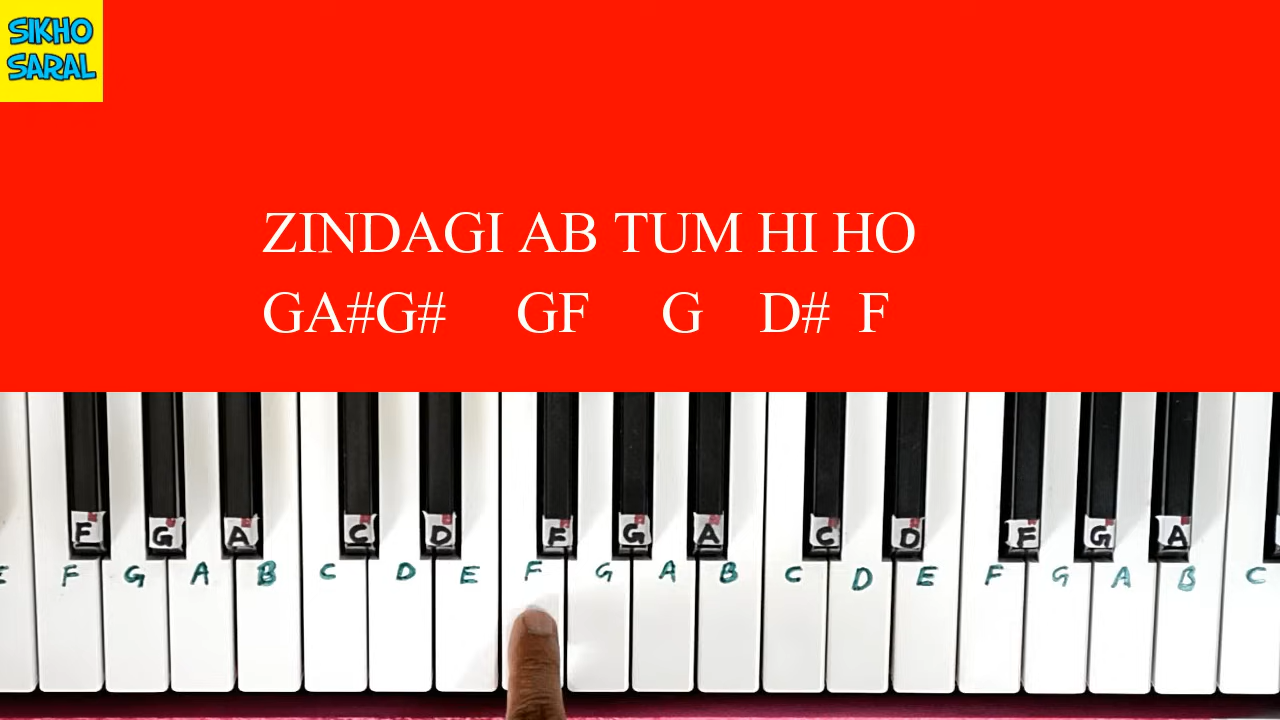 SIKHO
SARAL
ZINDAGI AB TUM HI HO
GA#G# GF G D# F
F G A C D F G A C D F G A
E F G A B C D E F G A B C D E F G A B C